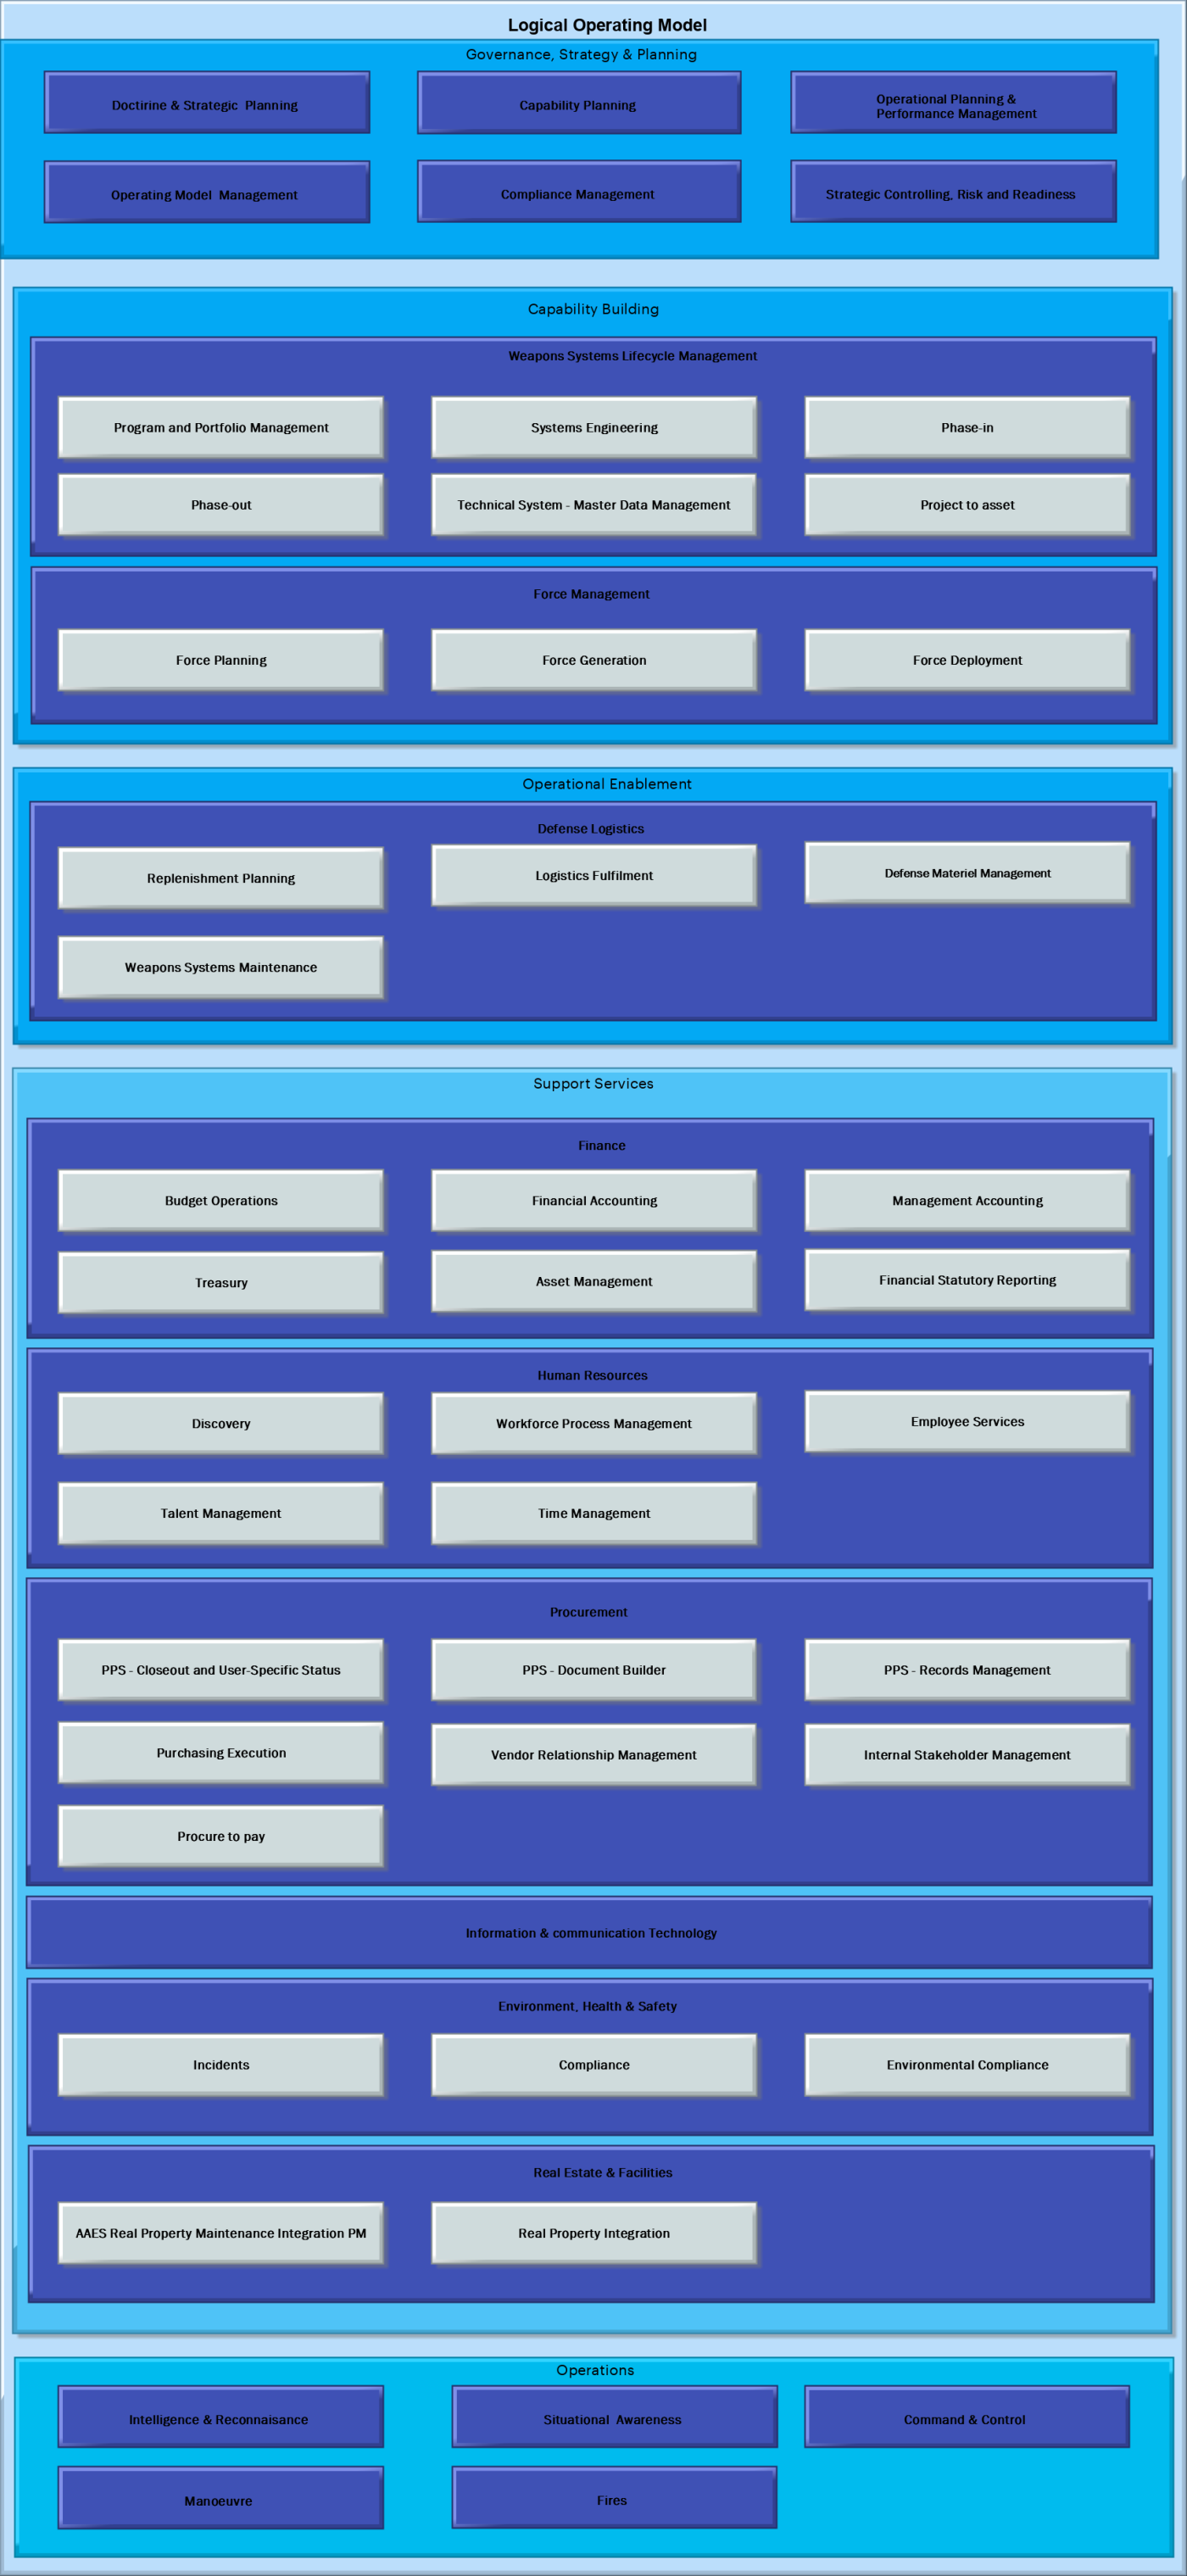 Logical Operating Model
Governance, Strategy & Planning
Doctirine & Strategic  Planning
Capability Planning
Operational Planning &
Performance Management
Operating Model  Management
Compliance Management
Strategic Controlling, Risk and Readiness
Capability Building
Weapons Systems Lifecycle Management
Program and Portfolio Management
Systems Engineering
Phase-in
Phase-out
Technical System - Master Data Management
Project to asset
Force Management
Force Planning
Force Generation
Force Deployment
Operational Enablement
Defense Logistics
Replenishment Planning
Logistics Fulfilment
Defense Materiel Management
Weapons Systems Maintenance
Support Services
Finance
Budget Operations
Financial Accounting
Management Accounting
Treasury
Asset Management
Financial Statutory Reporting
Human Resources
Discovery
Workforce Process Management
Employee Services
Talent Management
Time Management
Procurement
PPS - Closeout and User-Specific Status
PPS - Document Builder
PPS - Records Management
Purchasing Execution
Vendor Relationship Management
Internal Stakeholder Management
Procure to pay
Information & communication Technology
Environment, Health & Safety
Incidents
Compliance
Environmental Compliance
Real Estate & Facilities
AAES Real Property Maintenance Integration PM
Real Property Integration
Operations
Intelligence & Reconnaisance
Situational  Awareness
Command & Control
Manoeuvre
Fires